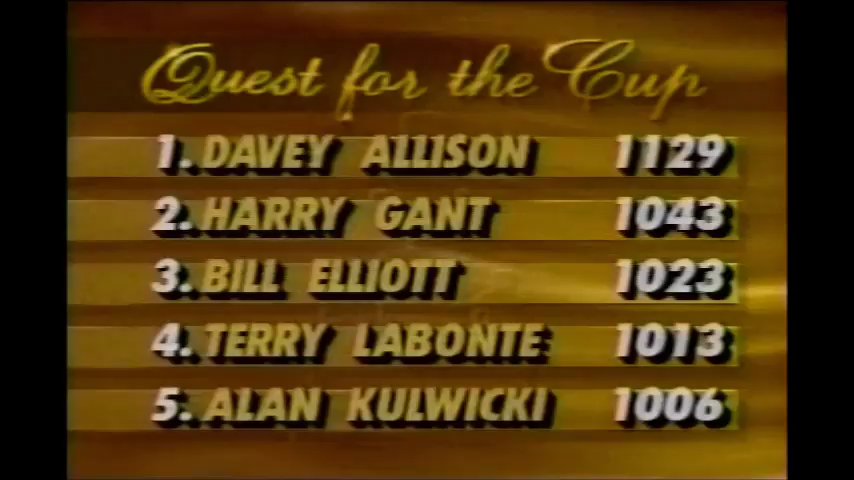 Quest for the Cup
1. DAVEY ALLISON 1129
2. HARRY GANT 1043
3. BILL ELLIOTT 1023
4. TERRY LABONTE 1013
5. ALAN KULWICKI 1006